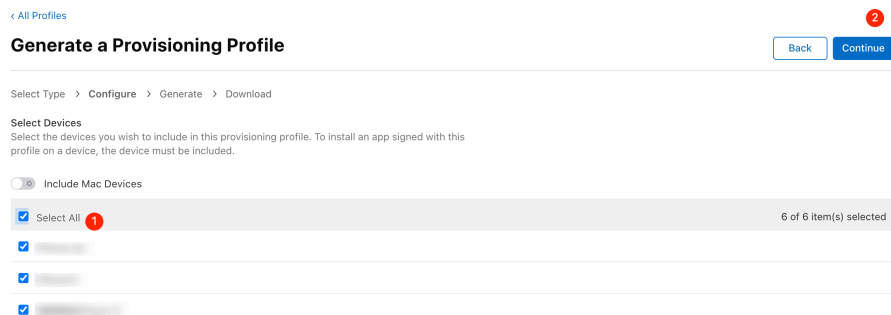 ‹ All Profiles
2
Generate a Provisioning Profile
Back
Continue
Select Type > Configure > Generate > Download
Select Devices
Select the devices you wish to include in this provisioning profile. To install an app signed with this
profile on a device, the device must be included.
Include Mac Devices
Select All 1 6 of 6 item(s) selected